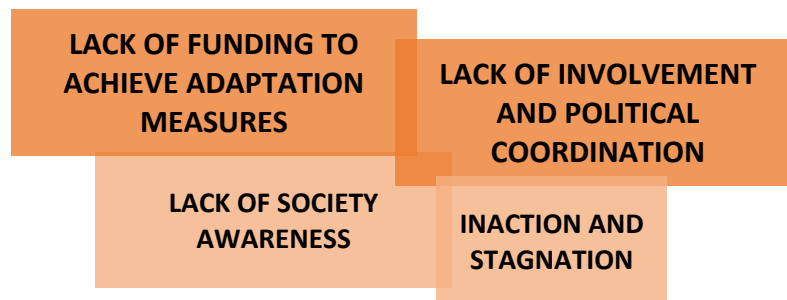 LACK OF FUNDING TO
ACHIEVE ADAPTATION
MEASURES
LACK OF INVOLVEMENT
AND POLITICAL
COORDINATION
LACK OF SOCIETY
AWARENESS
INACTION AND
STAGNATION